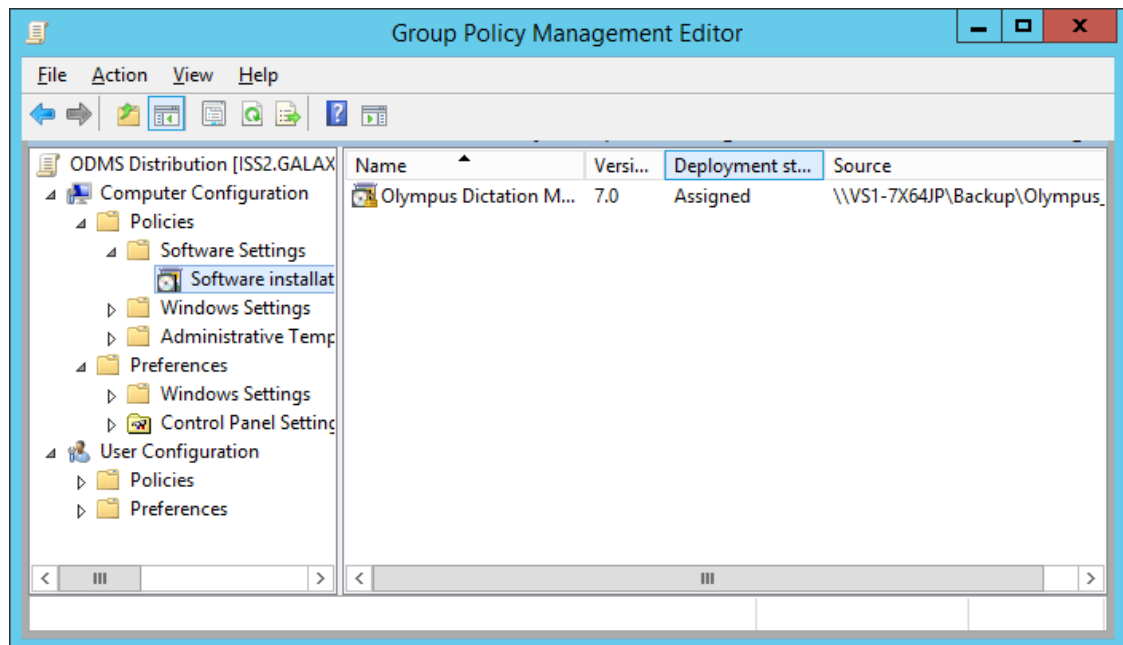 Group Policy Management Editor
File Action View Help
ODMS Distribution [ISS2.GALAX
Computer Configuration
Policies
Software Settings
Software installat
Windows Settings
Administrative Temp
Preferences
Windows Settings
Control Panel Setting
User Configuration
Policies
Preferences
Name Versi... Deployment st... Source
Olympus Dictation M... 7.0 Assigned \\VS1-7X64JP\Backup\Olympus_